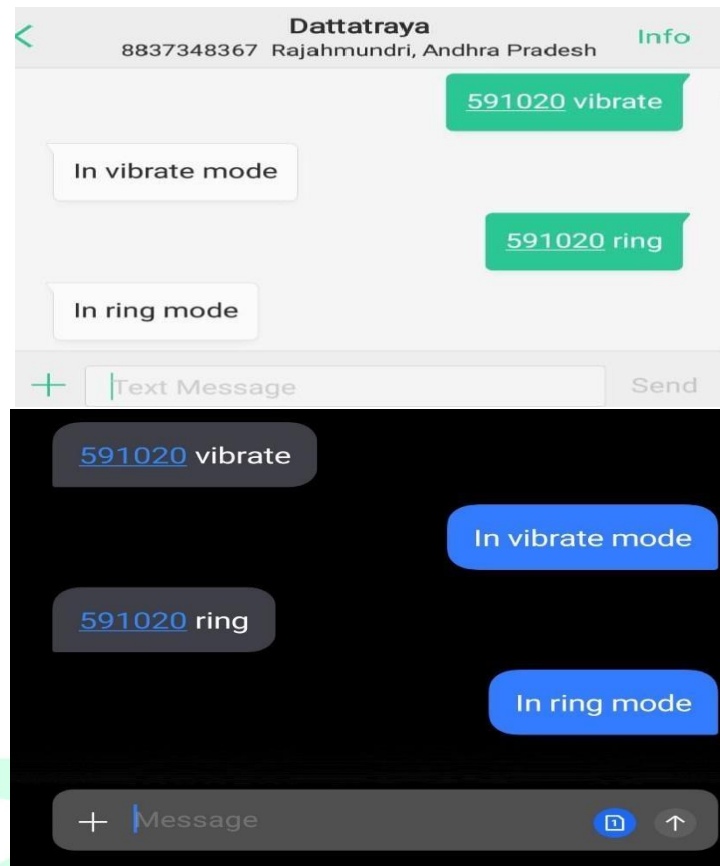 Dattatraya
Info
8837348367 Rajahmundri, Andhra Pradesh
591020 vibrate
In vibrate mode
591020 ring
In ring mode
Text Message
Send
591020 vibrate
In vibrate mode
591020 ring
In ring mode
Message
1